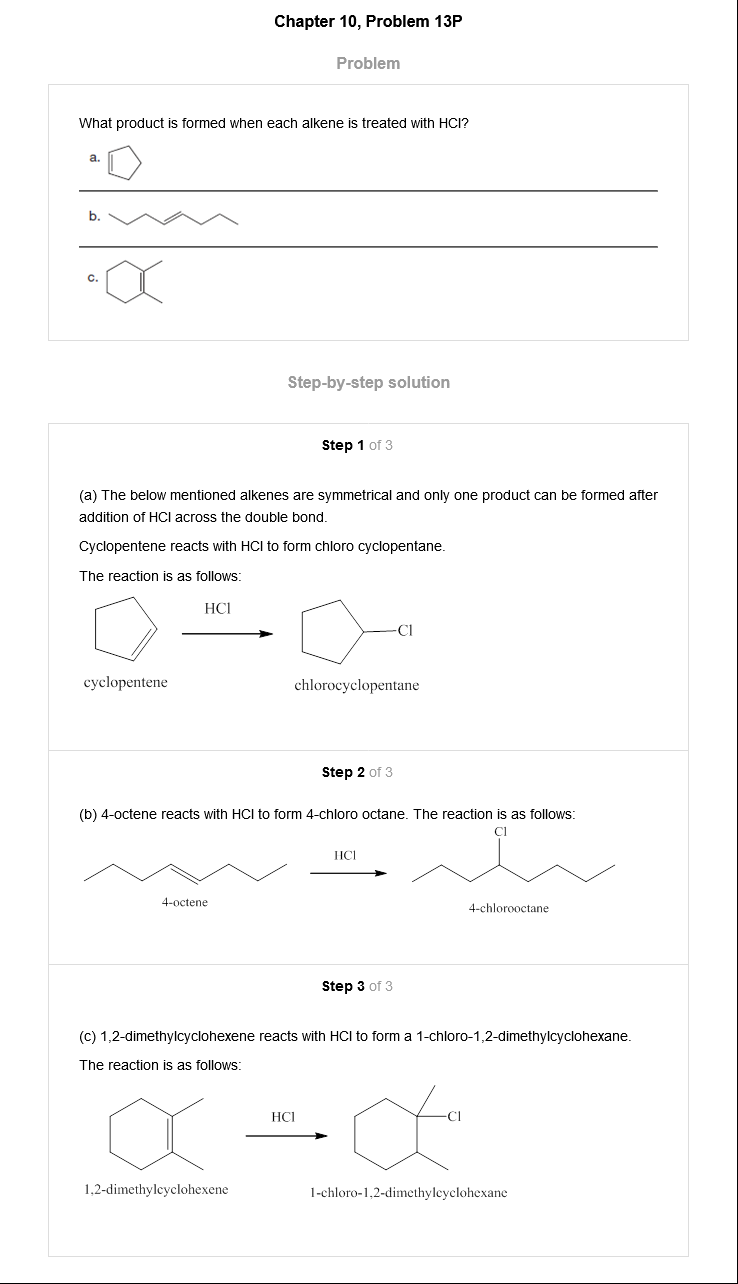 Chapter 10, Problem 13P
Problem
What product is formed when each alkene is treated with HCl?
a.
b.
c.
Step-by-step solution
Step 1 of 3
(a) The below mentioned alkenes are symmetrical and only one product can be formed after
addition of HCl across the double bond.
Cyclopentene reacts with HCl to form chloro cyclopentane.
The reaction is as follows:
HCl
Cl
cyclopentene
chlorocyclopentane
Step 2 of 3
(b) 4-octene reacts with HCl to form 4-chloro octane. The reaction is as follows:
Cl
HCl
4-octene
4-chlorooctane
Step 3 of 3
(c) 1,2-dimethylcyclohexene reacts with HCl to form a 1-chloro-1,2-dimethylcyclohexane.
The reaction is as follows:
HCl
Cl
1,2-dimethylcyclohexene
1-chloro-1,2-dimethylcyclohexane